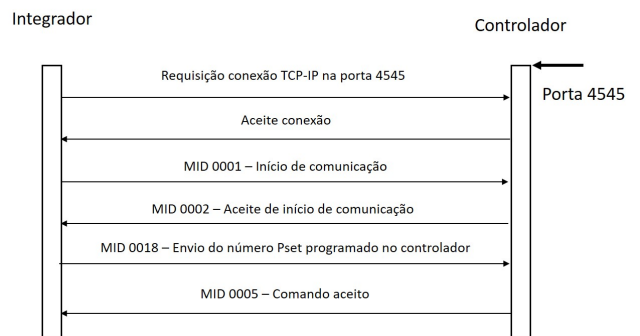 Integrador
Controlador
Requisição conexão TCP-IP na porta 4545
Porta 4545
Aceite conexão
MID 0001 – Início de comunicação
MID 0002 – Aceite de início de comunicação
MID 0018 – Envio do número Pset programado no controlador
MID 0005 – Comando aceito